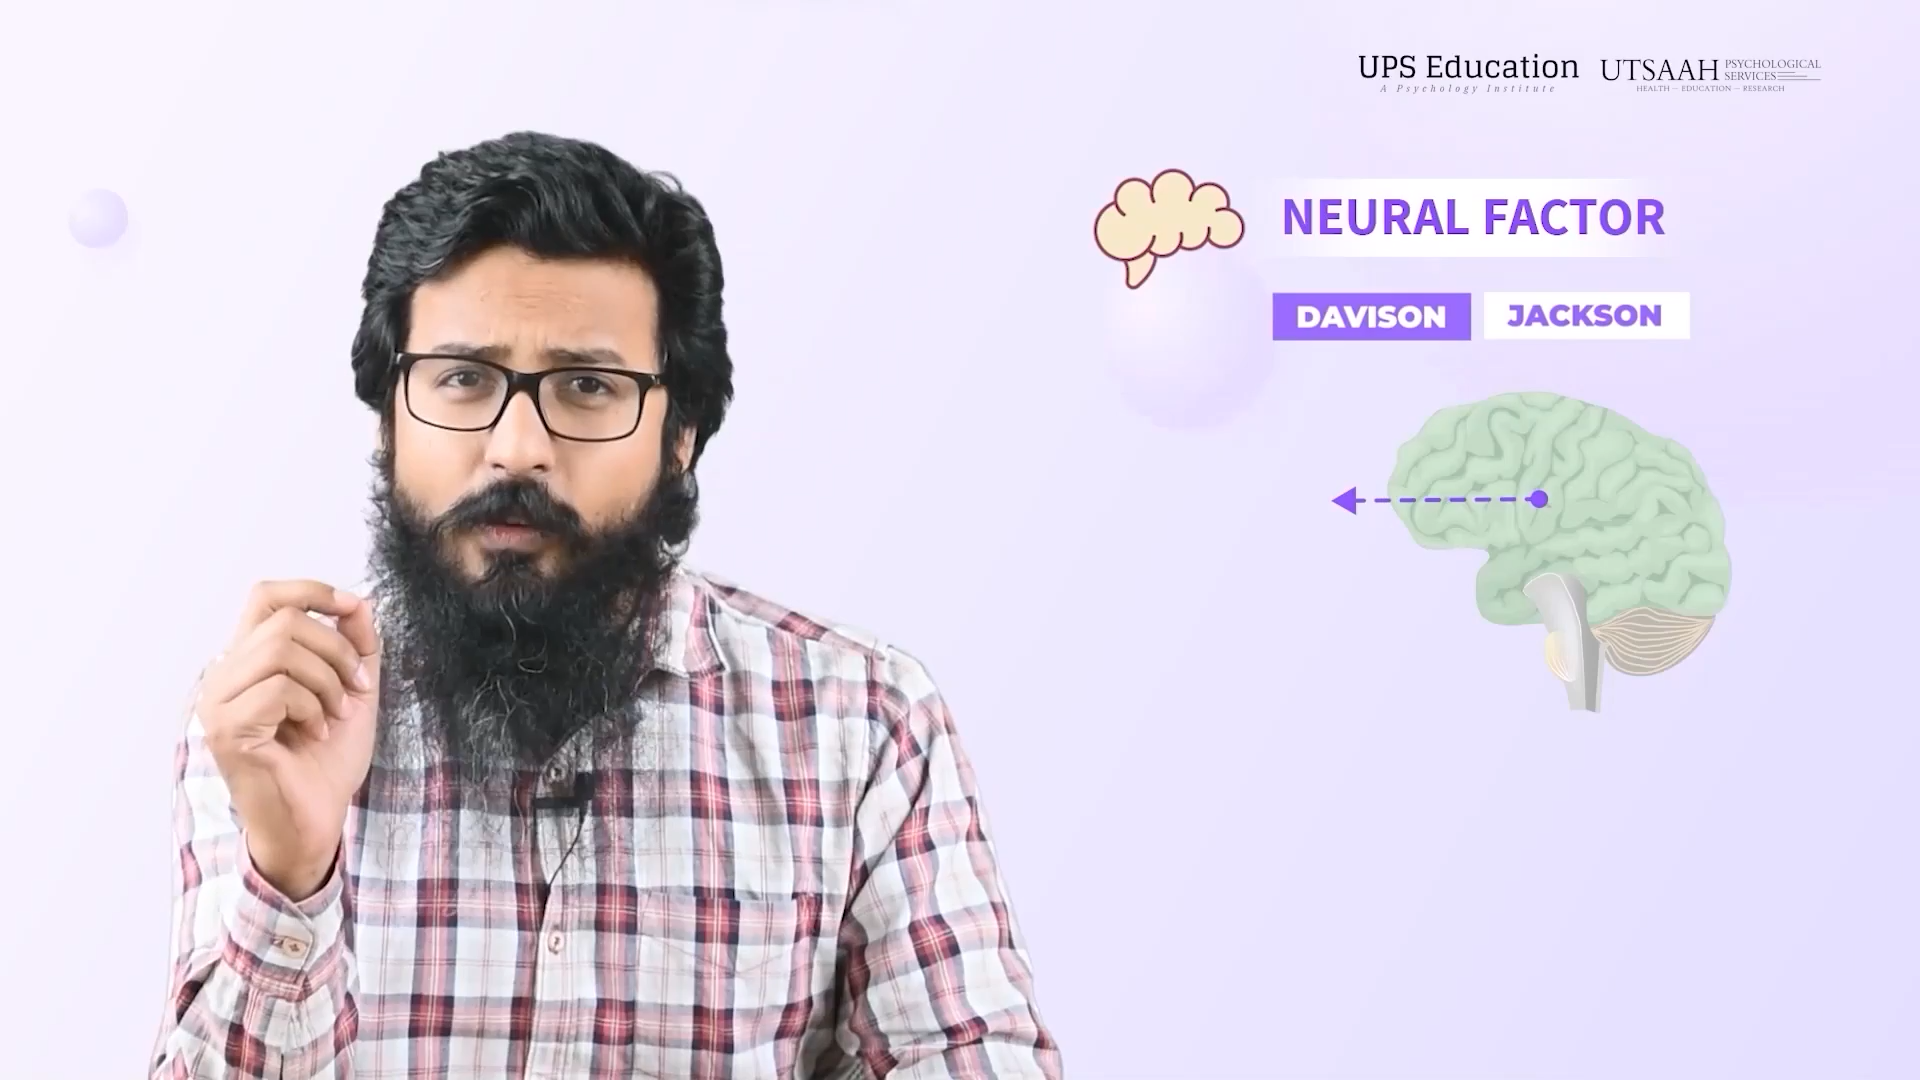 UPS Education
A Psychology Institute
UTSAAH PSYCHOLOGICAL SERVICES
HEALTH – EDUCATION – RESEARCH
NEURAL FACTOR
DAVISON JACKSON